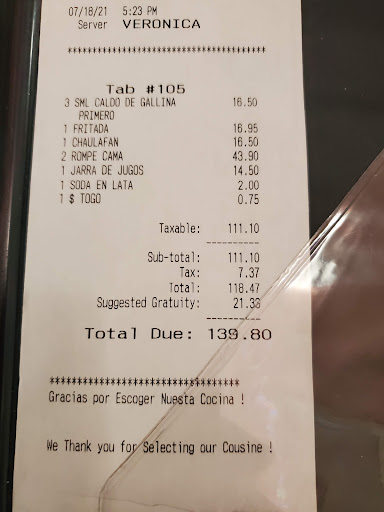 07/18/21 5:23 PM
Server VERONICA
****************************************
Tab #105
3 SML CALDO DE GALLINA 16.50
PRIMERO
1 FRITADA 16.95
1 CHAULAFAN 16.50
2 ROMPE CAMA 43.90
1 JARRA DE JUGOS 14.50
1 SODA EN LATA 2.00
1 $ TOGO 0.75
Taxable: 111.10
----------
Sub-total: 111.10
Tax: 7.37
Total: 118.47
Suggested Gratuity: 21.33
----------
Total Due: 139.80
************************************
Gracias por Escoger Nuesta Cocina !
We Thank you for Selecting our Cousine !